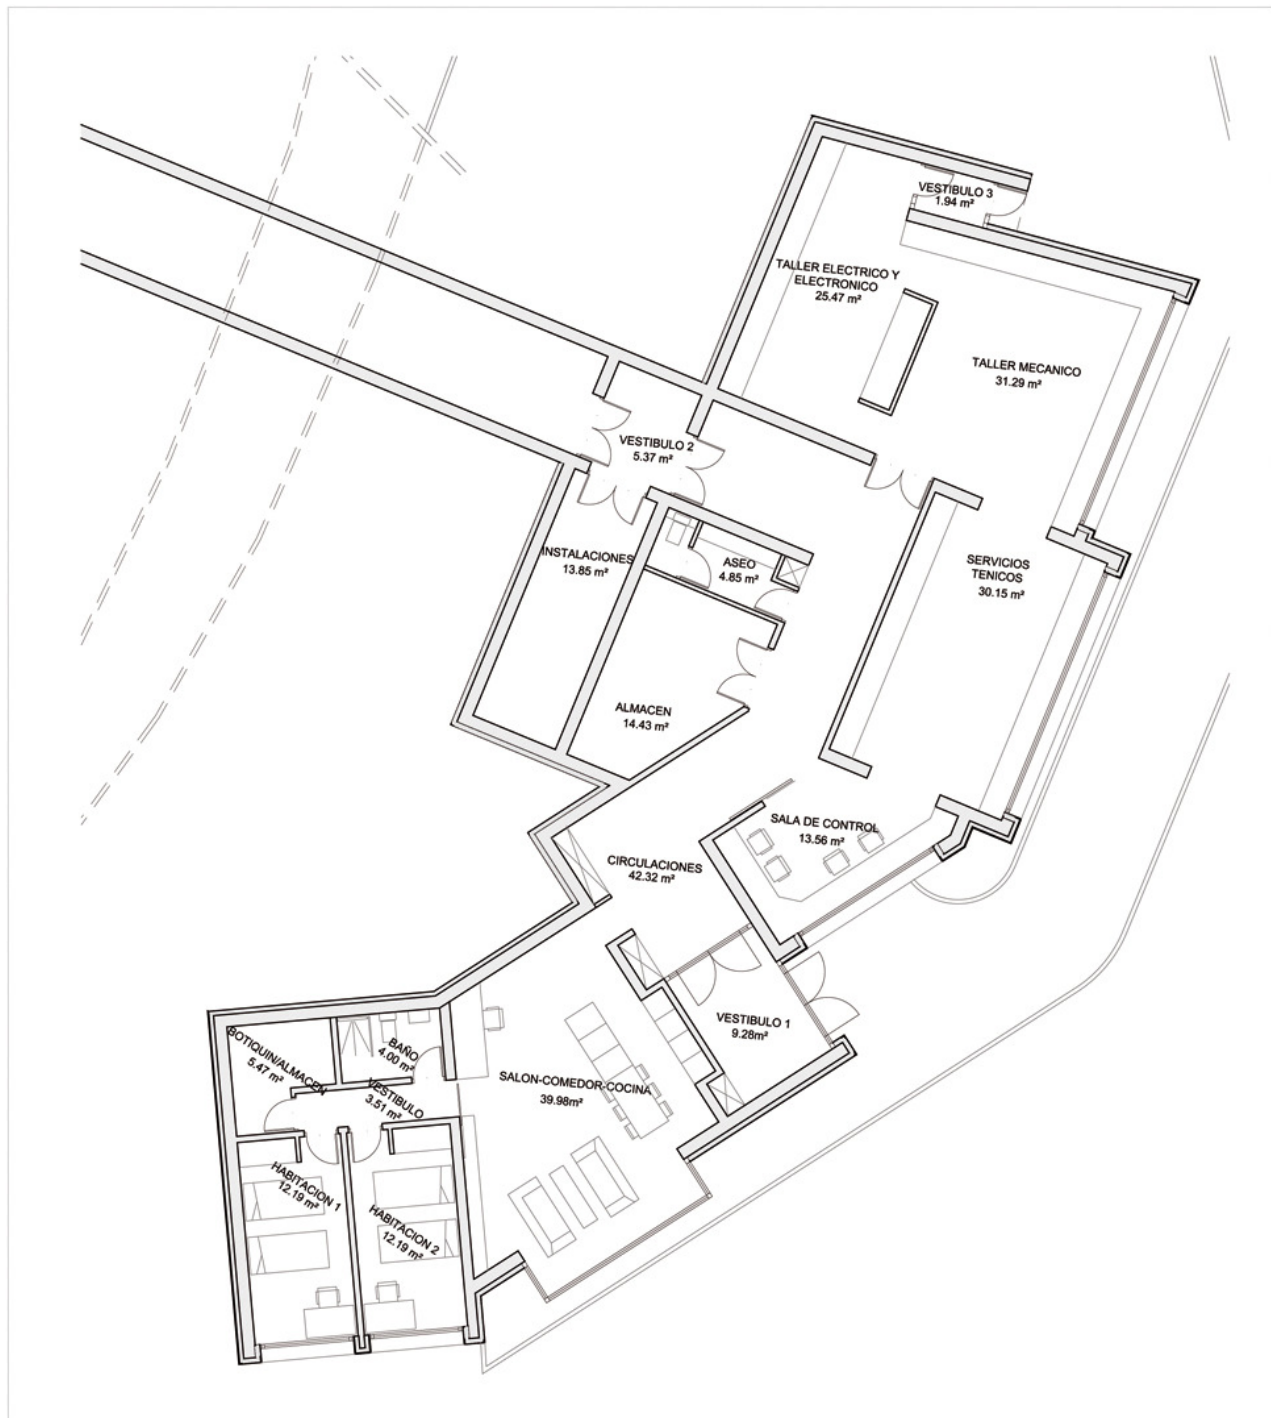 VESTIBULO 3
1.94 m²
TALLER ELECTRICO Y
ELECTRONICO
25.47 m²
TALLER MECANICO
31.29 m²
VESTIBULO 2
5.37 m²
INSTALACIONES
13.85 m²
ASEO
4.85 m²
SERVICIOS
TENICOS
30.15 m²
ALMACEN
14.43 m²
SALA DE CONTROL
13.56 m²
CIRCULACIONES
42.32 m²
VESTIBULO 1
9.28m²
BOTIQUIN/ALMACEN
5.47 m²
BAÑO
4.00 m²
VESTIBULO
3.51 m²
SALON-COMEDOR-COCINA
39.98m²
HABITACION 1
12.19 m²
HABITACION 2
12.19 m²